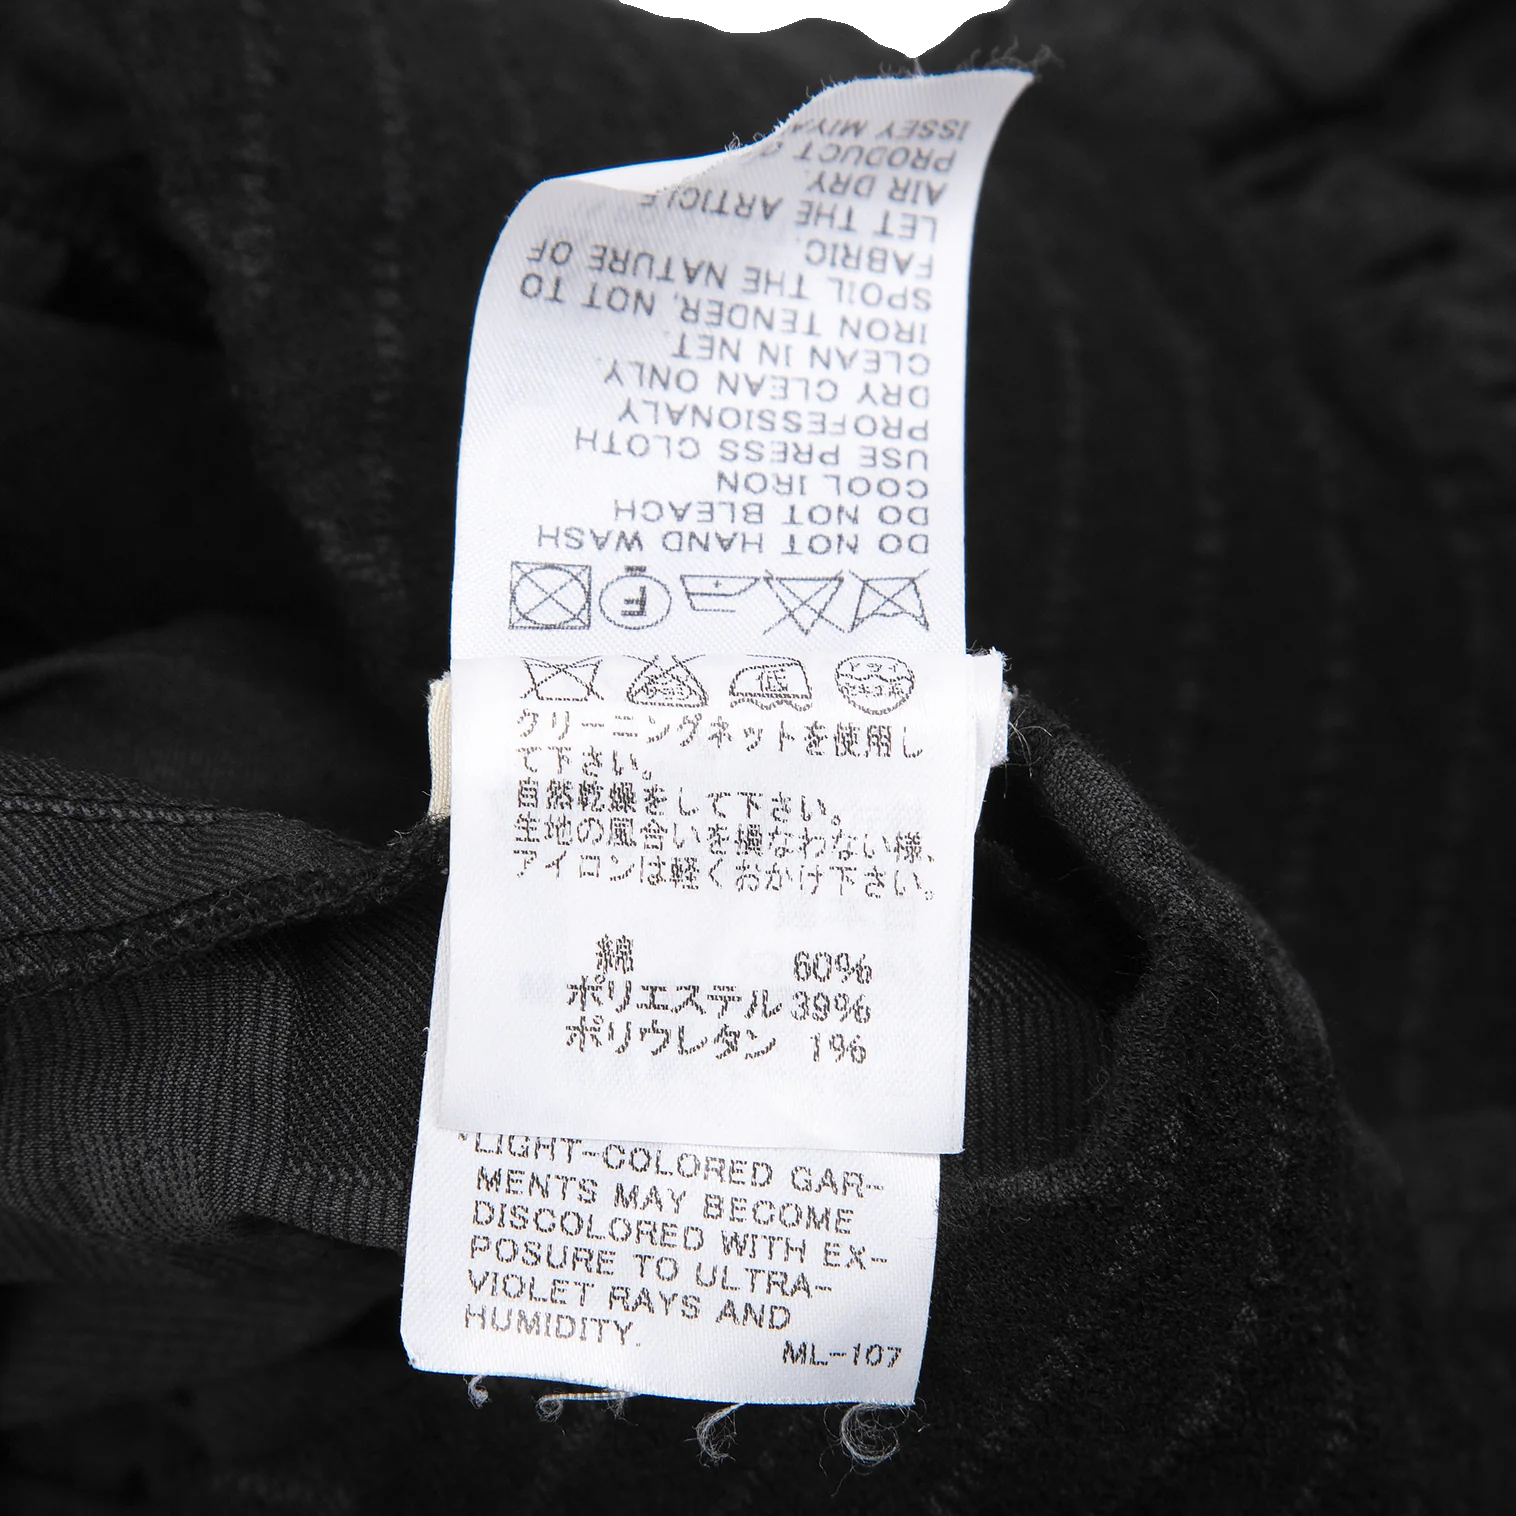 DO NOT HAND WASH
DO NOT BLEACH
COOL IRON
USE PRESS CLOTH
PROFESSIONALY
DRY CLEAN ONLY.
CLEAN IN NET.
IRON TENDER, NOT TO
SPOIL THE NATURE OF
FABRIC.
LET THE ARTICLE
AIR DRY.
PRODUCT
ISSEY
F
低
ドライ
クリーニングネットを使用し
て下さい。
自然乾燥をして下さい。
生地の風合いを損なわない様、
アイロンは軽くおかけ下さい。
綿 60%
ポリエステル 39%
ポリウレタン 1%
*LIGHT-COLORED GAR-
MENTS MAY BECOME
DISCOLORED WITH EX-
POSURE TO ULTRA-
VIOLET RAYS AND
HUMIDITY.
ML-107